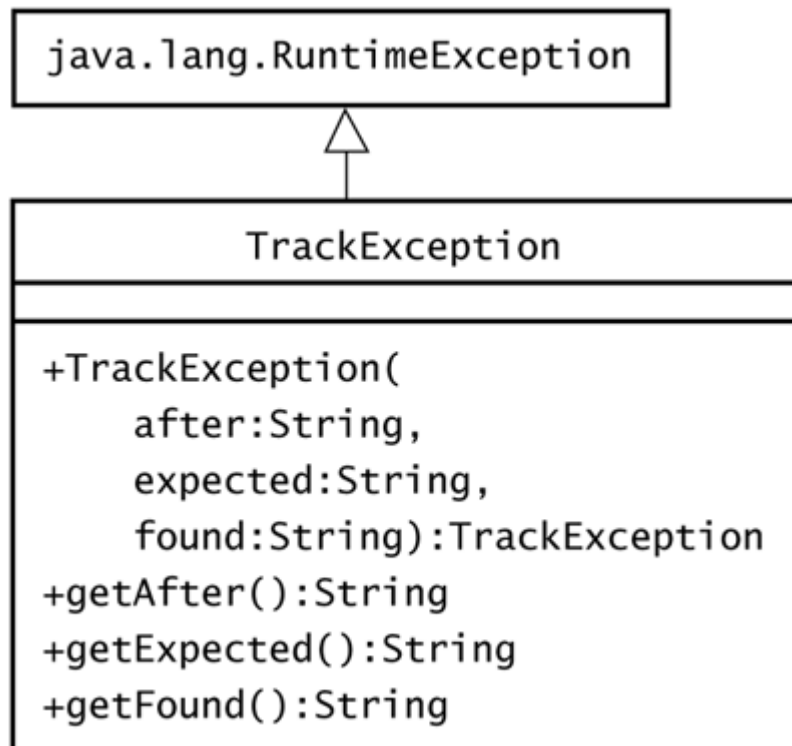 java.lang.RuntimeException
TrackException
+TrackException(
after:String,
expected:String,
found:String):TrackException
+getAfter():String
+getExpected():String
+getFound():String